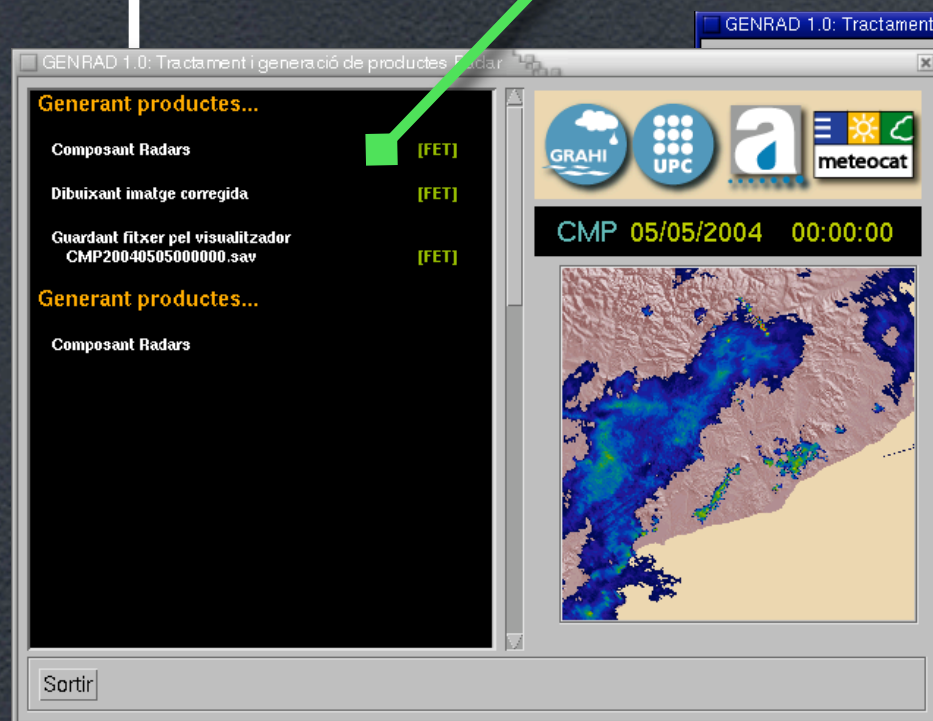 GENRAD 1.0: Tractament
GENRAD 1.0: Tractament i generació de productes Radar
Generant productes...
Composant Radars [FET]
Dibuixant imatge corregida [FET]
Guardant fitxer pel visualitzador
CMP20040505000000.sav [FET]
Generant productes...
Composant Radars
GRAHI
UPC
a
meteocat
CMP 05/05/2004 00:00:00
Sortir